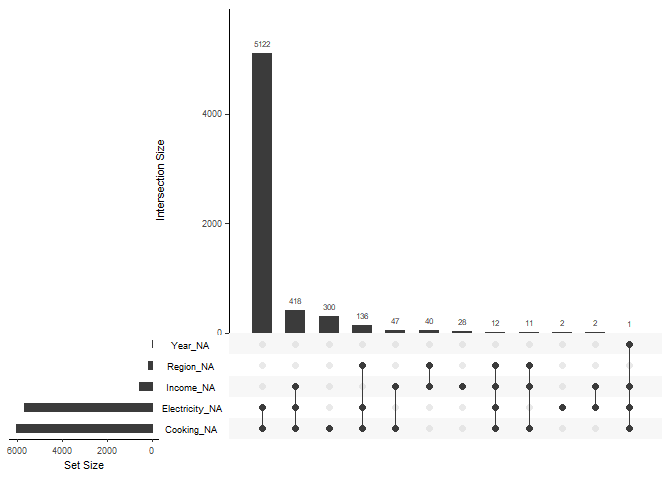 5122
4000
Intersection Size
2000
418
300
136
47
40
28
12
11
2
2
1
0
Year_NA
Region_NA
Income_NA
Electricity_NA
Cooking_NA
6000 4000 2000 0
Set Size